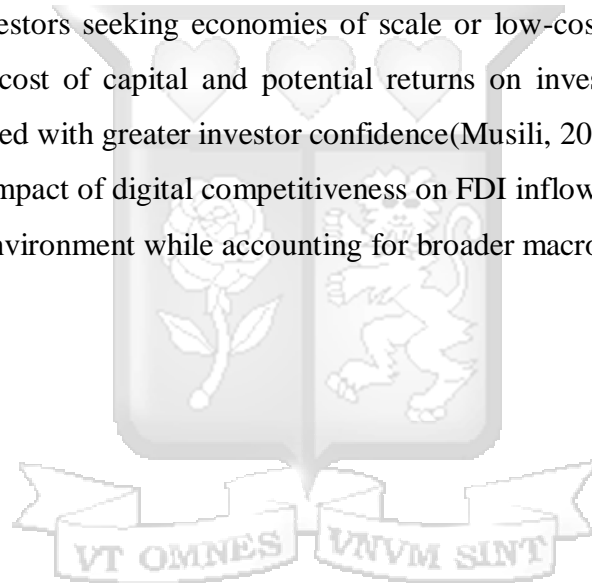 estors seeking economies of scale or low-cos
cost of capital and potential returns on inves
ed with greater investor confidence(Musili, 20
mpact of digital competitiveness on FDI inflow
nvironment while accounting for broader macro
VT OMNES VNVM SINT